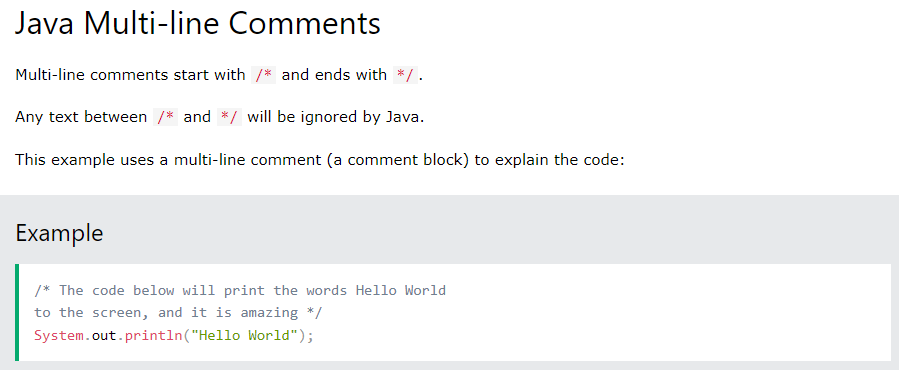 Java Multi-line Comments
Multi-line comments start with /* and ends with */ .
Any text between /* and */ will be ignored by Java.
This example uses a multi-line comment (a comment block) to explain the code:
Example
/* The code below will print the words Hello World
to the screen, and it is amazing */
System.out.println("Hello World");